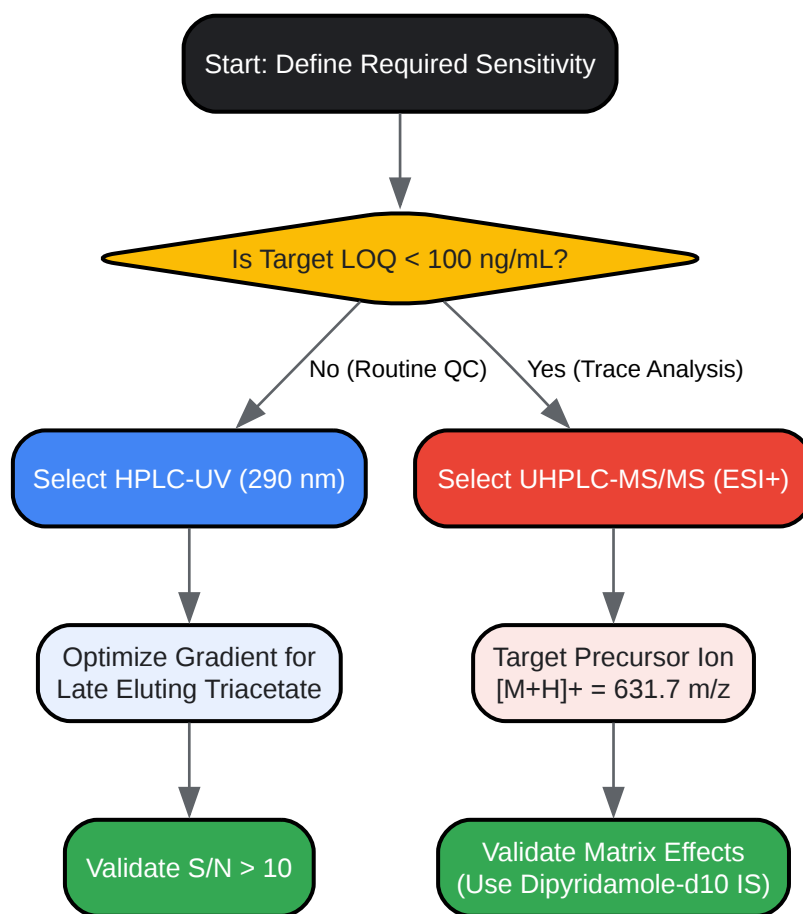 Start: Define Required Sensitivity
Is Target LOQ < 100 ng/mL?
No (Routine QC)
Yes (Trace Analysis)
Select HPLC-UV (290 nm)
Select UHPLC-MS/MS (ESI+)
Optimize Gradient for
Late Eluting Triacetate
Target Precursor Ion
[M+H]+ = 631.7 m/z
Validate S/N > 10
Validate Matrix Effects
(Use Dipyridamole-d10 IS)